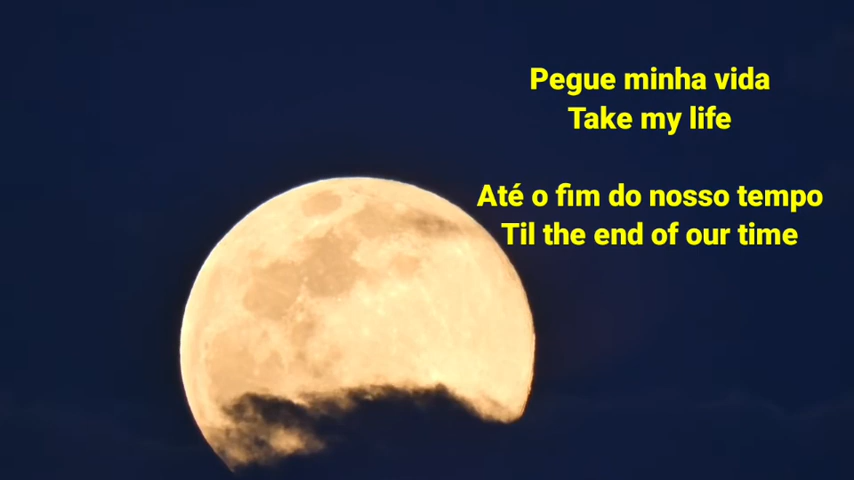 Pegue minha vida
Take my life
Até o fim do nosso tempo
Til the end of our time